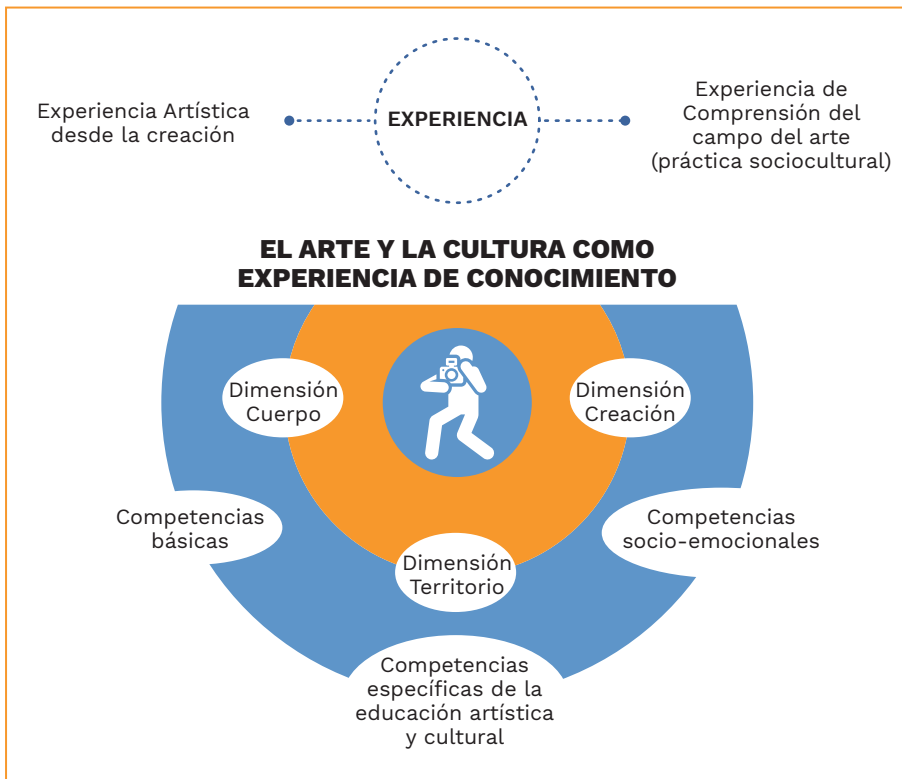 Experiencia Artística
desde la creación
EXPERIENCIA
Experiencia de
Comprensión del
campo del arte
(práctica sociocultural)
EL ARTE Y LA CULTURA COMO
EXPERIENCIA DE CONOCIMIENTO
Dimensión
Cuerpo
Dimensión
Creación
Competencias
básicas
Competencias
socio-emocionales
Dimensión
Territorio
Competencias
específicas de la
educación artística
y cultural